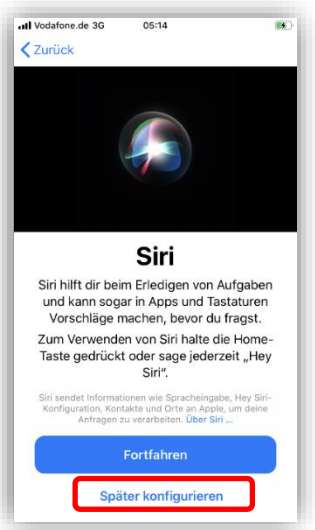 Vodafone.de 3G 05:14
Zurück
Siri
Siri hilft dir beim Erledigen von Aufgaben
und kann sogar in Apps und Tastaturen
Vorschläge machen, bevor du fragst.
Zum Verwenden von Siri halte die Home-
Taste gedrückt oder sage jederzeit „Hey
Siri“.
Siri sendet Informationen wie Spracheingabe, Hey Siri-
Konfiguration, Kontakte und Orte an Apple, um deine
Anfragen zu verarbeiten. Über Siri ...
Fortfahren
Später konfigurieren